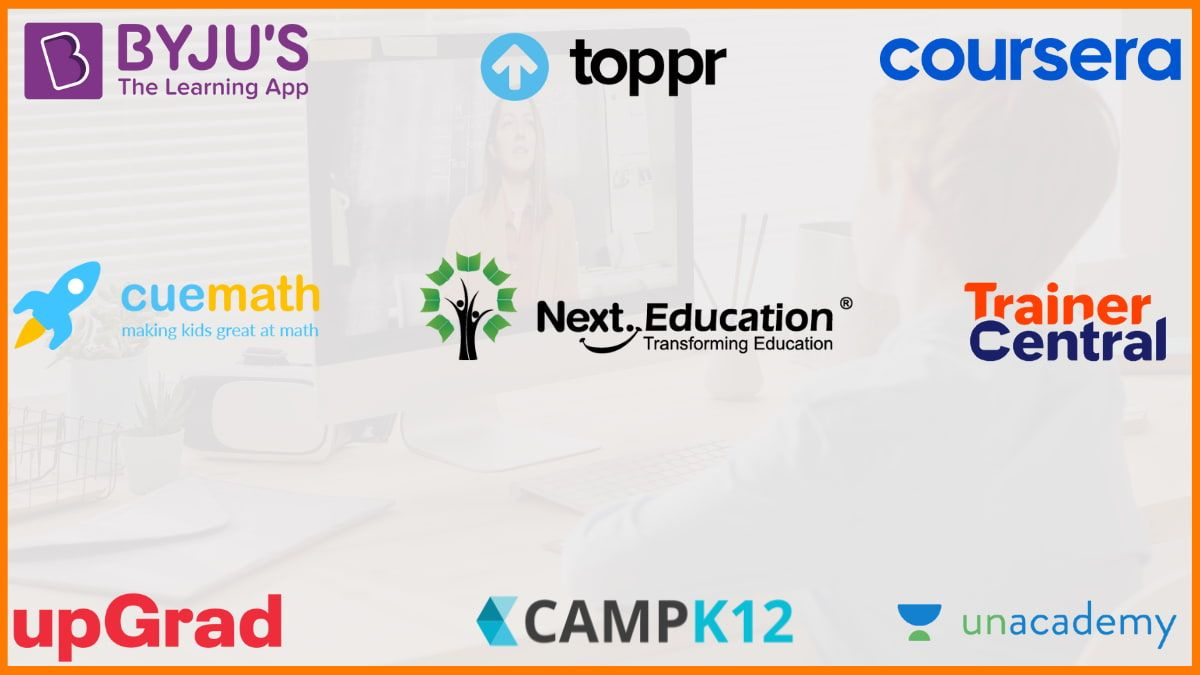 BYJU'S
The Learning App
toppr
coursera
cuemath
making kids great at math
Next Education®
Transforming Education
Trainer
Central
upGrad
CAMPK12
unacademy